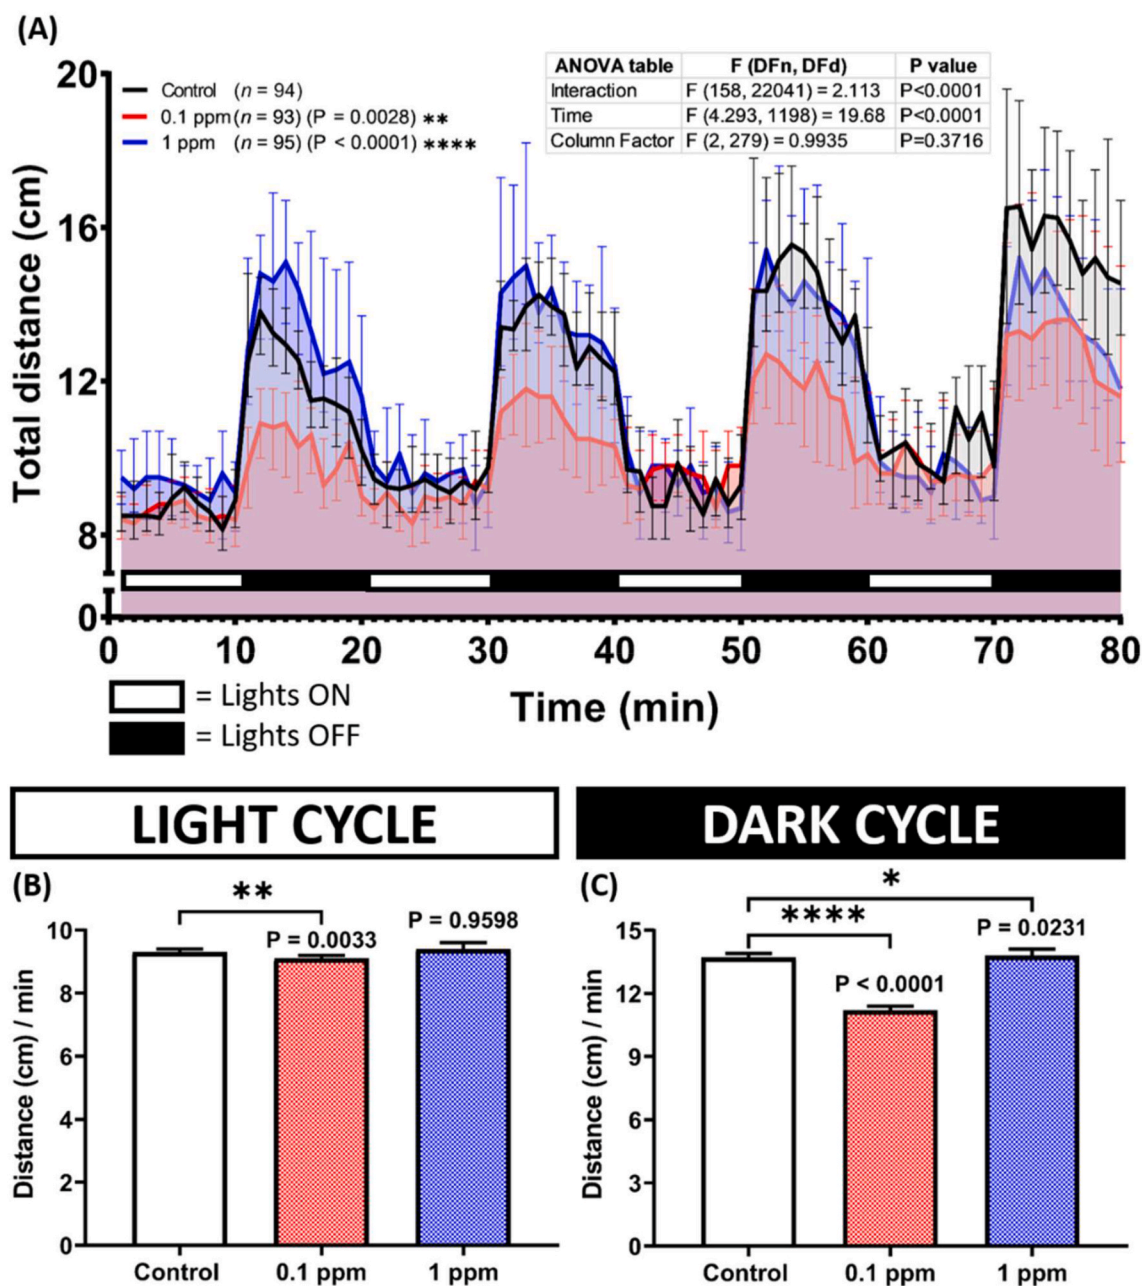 (A)
20
16
12
8
0
Total distance (cm)
Control (n = 94)
0.1 ppm (n = 93) (P = 0.0028) **
1 ppm (n = 95) (P < 0.0001) ****
ANOVA table F (DFn, DFd) P value
Interaction F (158, 22041) = 2.113 P<0.0001
Time F (4.293, 1198) = 19.68 P<0.0001
Column Factor F (2, 279) = 0.9935 P=0.3716
0 10 20 30 40 50 60 70 80
Time (min)
= Lights ON
= Lights OFF
LIGHT CYCLE
(B)
**
P = 0.0033
P = 0.9598
10
8
6
4
2
0
Distance (cm) / min
Control 0.1 ppm 1 ppm
DARK CYCLE
(C)
*
****
P = 0.0231
P < 0.0001
15
12
9
6
3
0
Distance (cm) / min
Control 0.1 ppm 1 ppm